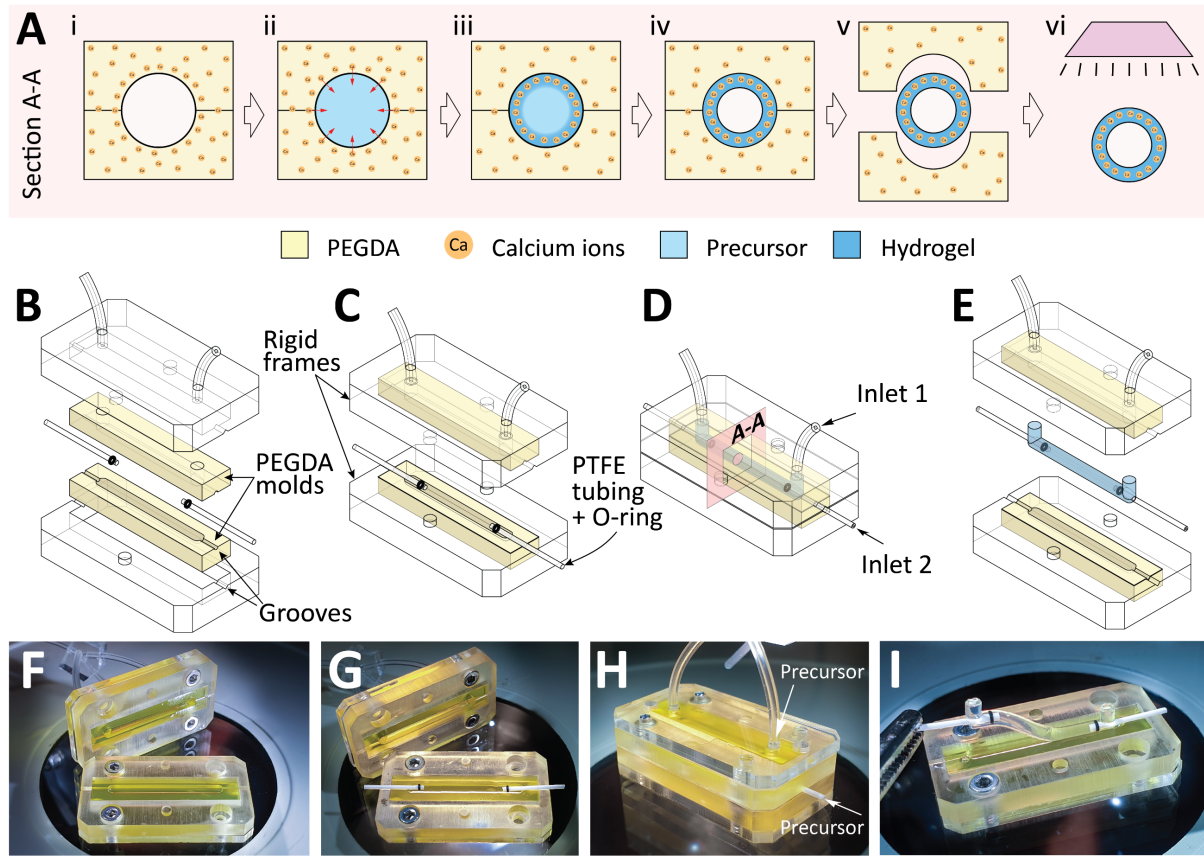 A
i
ii
iii
iv
v
vi
Section A-A
PEGDA
Ca
Calcium ions
Precursor
Hydrogel
B
C
D
E
Rigid
frames
PEGDA
molds
Grooves
PTFE
tubing
+ O-ring
A-A
Inlet 1
Inlet 2
F
G
H
I
Precursor
Precursor